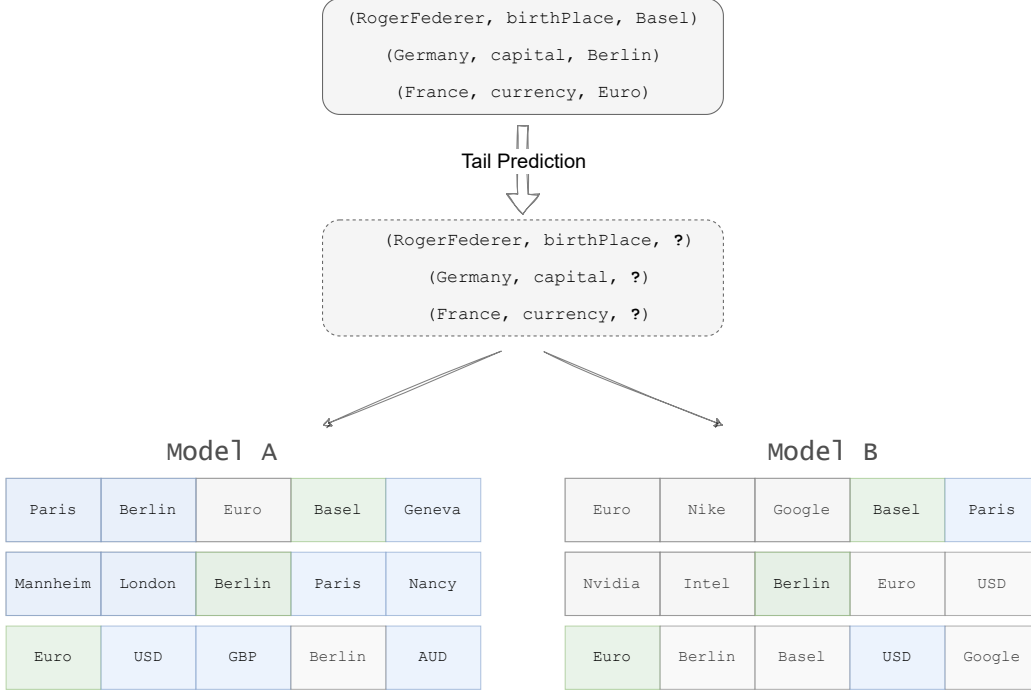 (RogerFederer, birthPlace, Basel)
(Germany, capital, Berlin)
(France, currency, Euro)
Tail Prediction
(RogerFederer, birthPlace, ?)
(Germany, capital, ?)
(France, currency, ?)
Model A
Paris Berlin Euro Basel Geneva
Mannheim London Berlin Paris Nancy
Euro USD GBP Berlin AUD
Model B
Euro Nike Google Basel Paris
Nvidia Intel Berlin Euro USD
Euro Berlin Basel USD Google